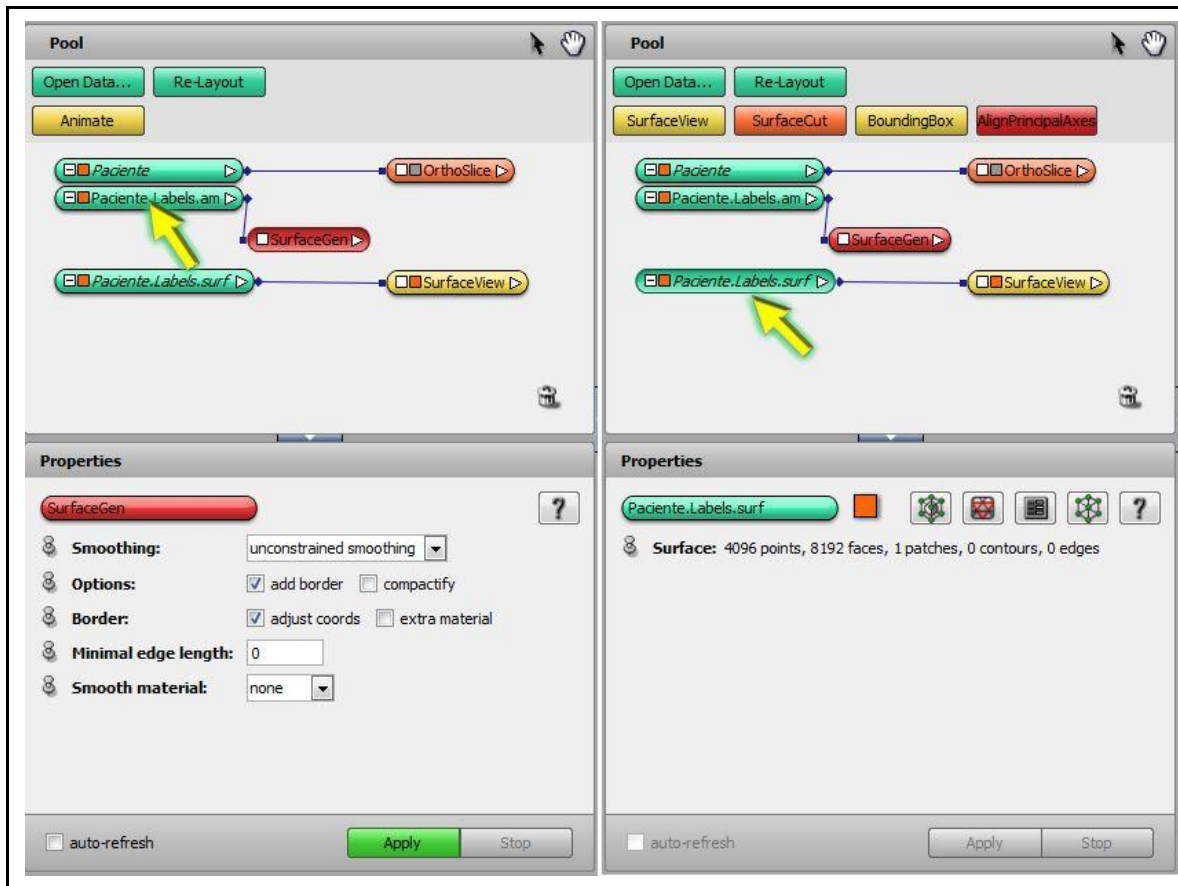 Pool
Open Data... Re-Layout
Animate
Paciente OrthoSlice
Paciente.Labels.am
SurfaceGen
Paciente.Labels.surf SurfaceView
Properties
SurfaceGen ?
Smoothing: unconstrained smoothing
Options: add border compactify
Border: adjust coords extra material
Minimal edge length: 0
Smooth material: none
auto-refresh Apply Stop
Pool
Open Data... Re-Layout
SurfaceView SurfaceCut BoundingBox AlignPrincipalAxes
Paciente OrthoSlice
Paciente.Labels.am
SurfaceGen
Paciente.Labels.surf SurfaceView
Properties
Paciente.Labels.surf ?
Surface: 4096 points, 8192 faces, 1 patches, 0 contours, 0 edges
auto-refresh Apply Stop